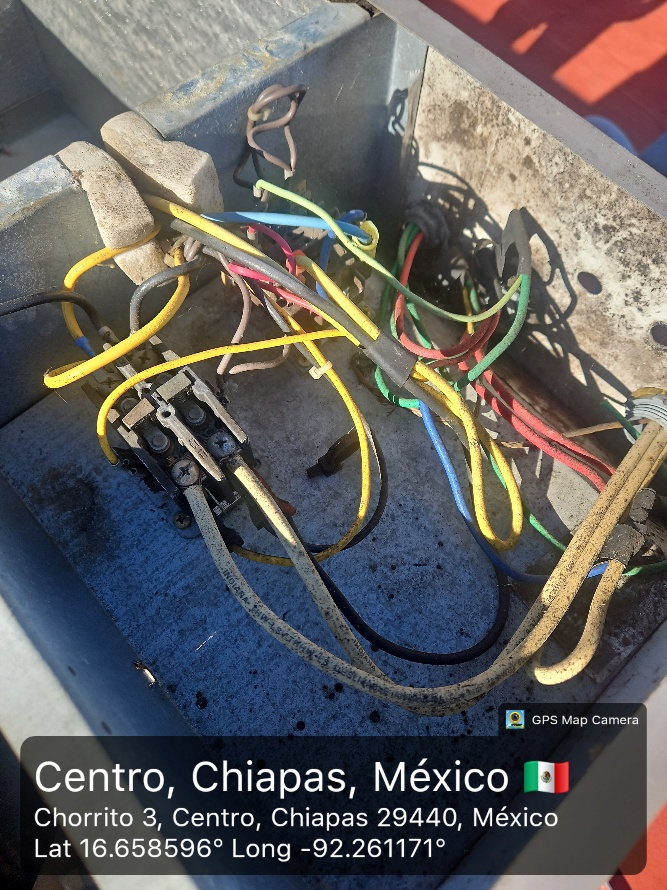 GPS Map Camera
Centro, Chiapas, México
Chorrito 3, Centro, Chiapas 29440, México
Lat 16.658596° Long -92.261171°